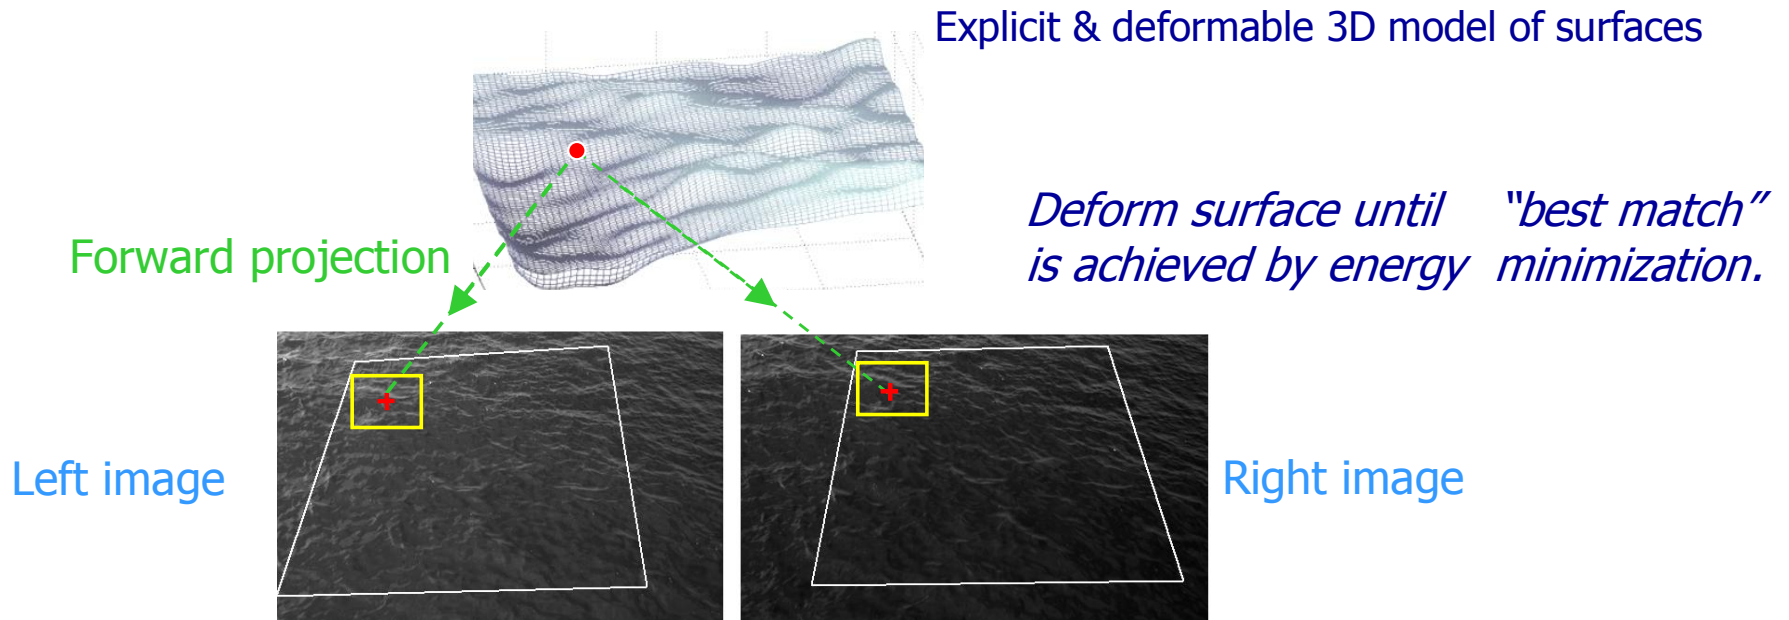 Explicit & deformable 3D model of surfaces
Deform surface until “best match”
is achieved by energy minimization.
Forward projection
Left image
Right image